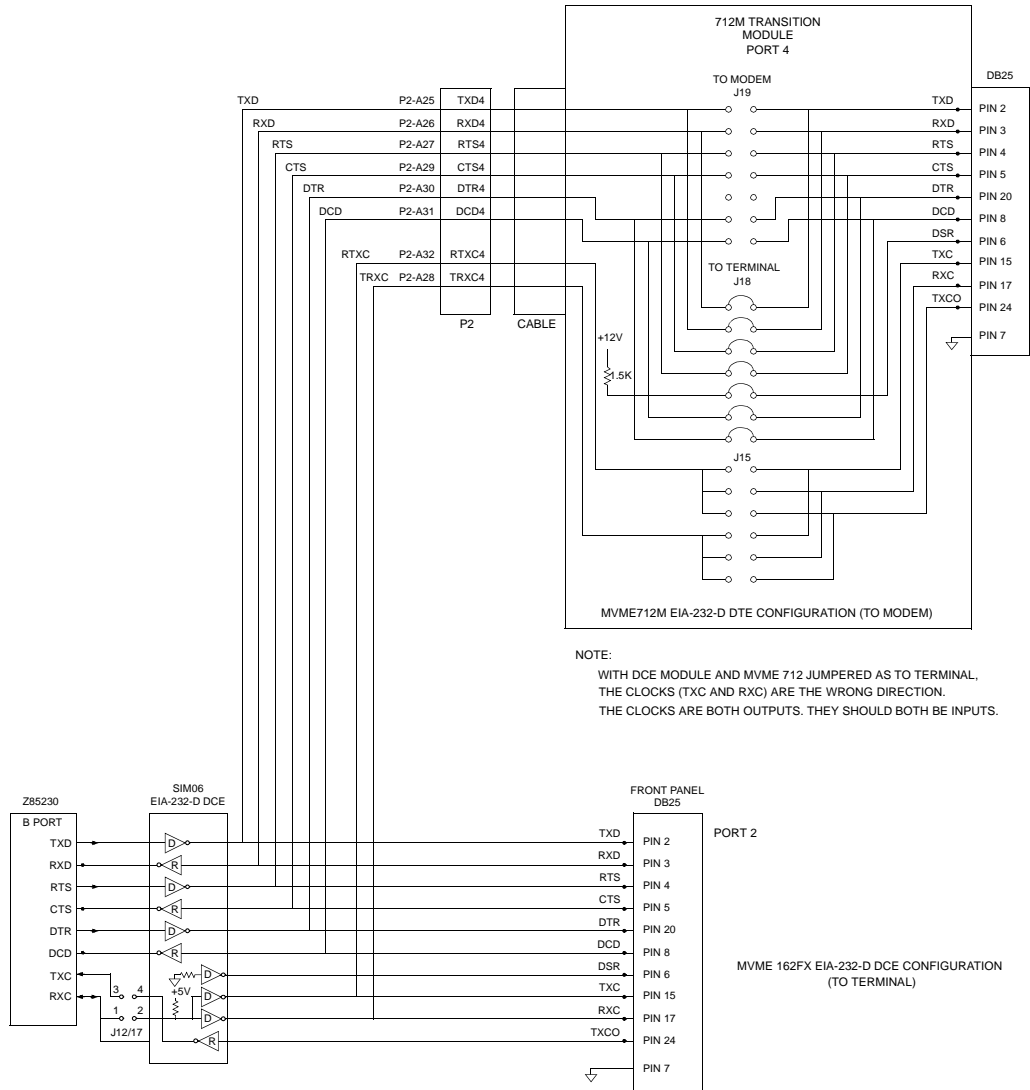 712M TRANSITION
MODULE
PORT 4
TO MODEM
J19
DB25
TXD P2-A25 TXD4 TXD PIN 2
RXD P2-A26 RXD4 RXD PIN 3
RTS P2-A27 RTS4 RTS PIN 4
CTS P2-A29 CTS4 CTS PIN 5
DTR P2-A30 DTR4 DTR PIN 20
DCD P2-A31 DCD4 DCD PIN 8
DSR PIN 6
RTXC P2-A32 RTXC4 TXC PIN 15
TRXC P2-A28 TRXC4 RXC PIN 17
TXCO PIN 24
PIN 7
TO TERMINAL
J18
P2 CABLE
+12V
1.5K
J15
MVME712M EIA-232-D DTE CONFIGURATION (TO MODEM)
NOTE:
WITH DCE MODULE AND MVME 712 JUMPERED AS TO TERMINAL,
THE CLOCKS (TXC AND RXC) ARE THE WRONG DIRECTION.
THE CLOCKS ARE BOTH OUTPUTS. THEY SHOULD BOTH BE INPUTS.
Z85230
B PORT
SIM06
EIA-232-D DCE
FRONT PANEL
DB25
PORT 2
TXD D TXD PIN 2
RXD R RXD PIN 3
RTS D RTS PIN 4
CTS R CTS PIN 5
DTR D DTR PIN 20
DCD R DCD PIN 8
D DSR PIN 6
TXC 3 4 +5V D TXC PIN 15
RXC 1 2 D RXC PIN 17
J12/17 R TXCO PIN 24
PIN 7
MVME 162FX EIA-232-D DCE CONFIGURATION
(TO TERMINAL)